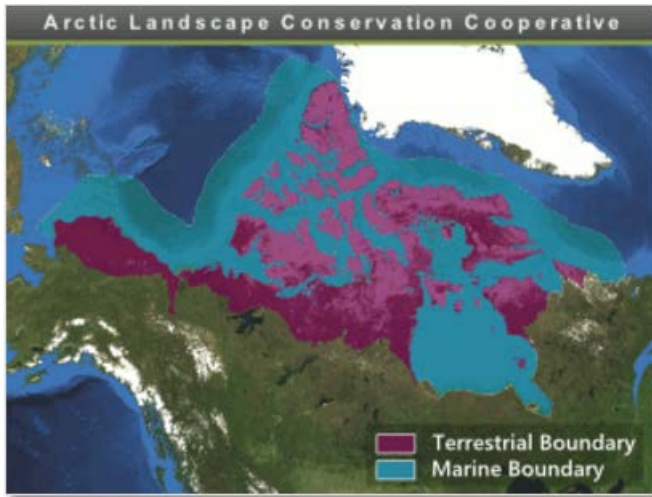 Arctic Landscape Conservation Cooperative
Terrestrial Boundary
Marine Boundary